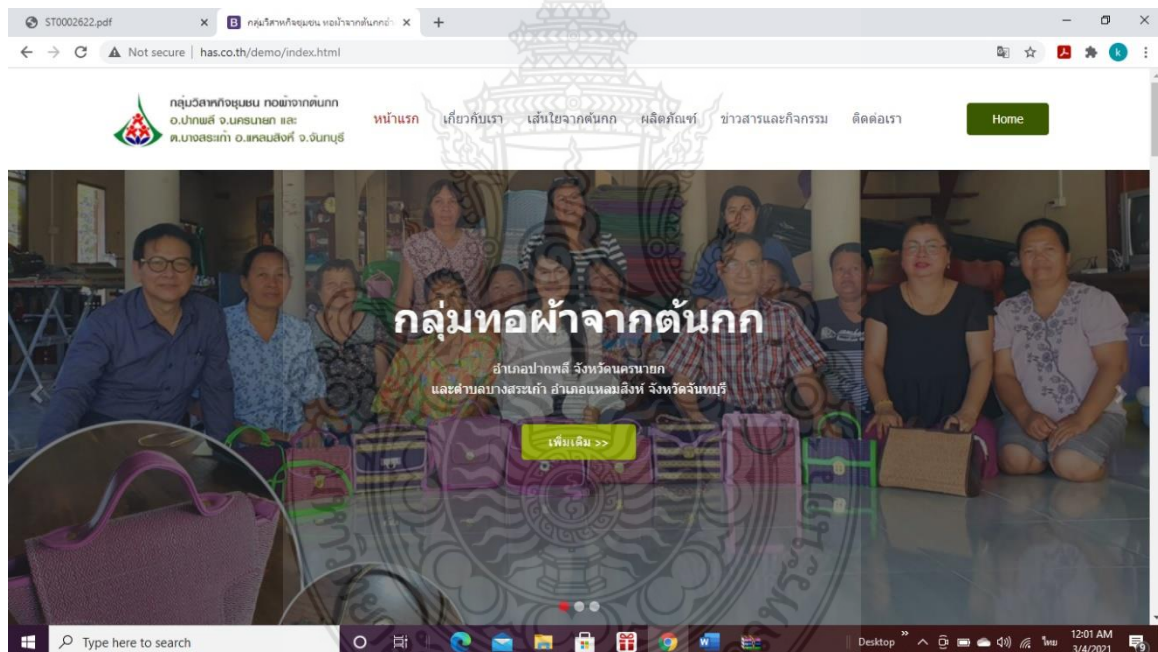 ST0002622.pdf
กลุ่มวิสาหกิจชุมชน ทอผ้าจากต้นกกอำ
Not secure | has.co.th/demo/index.html
กลุ่มวิสาหกิจชุมชน ทอผ้าจากต้นกก
อ.ปากพลี จ.นครนายก และ
ต.บางสระเก้า อ.แหลมสิงห์ จ.จันทบุรี
หน้าแรก เกี่ยวกับเรา เส้นใยจากต้นกก ผลิตภัณฑ์ ข่าวสารและกิจกรรม ติดต่อเรา Home
กลุ่มทอผ้าจากต้นกก
อำเภอปากพลี จังหวัดนครนายก
และตำบลบางสระเก้า อำเภอแหลมสิงห์ จังหวัดจันทบุรี
เพิ่มเติม >>
Type here to search
Desktop
ไทย
12:01 AM
3/4/2021